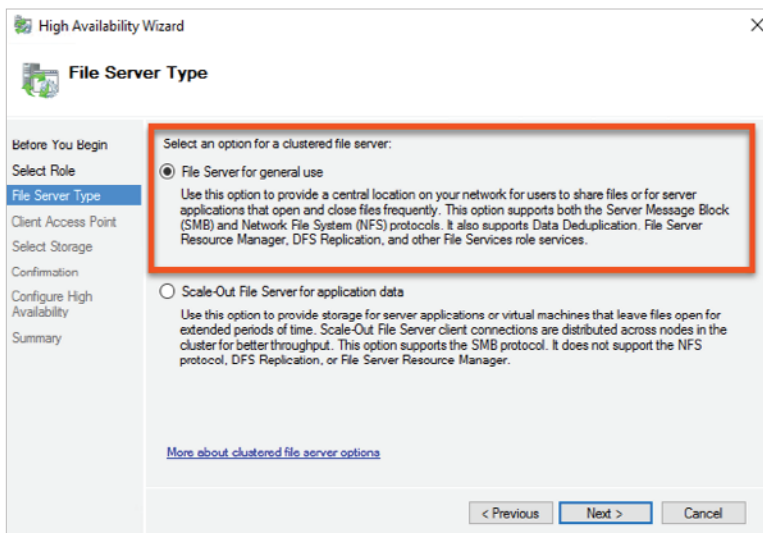 High Availability Wizard
File Server Type
Before You Begin
Select Role
File Server Type
Client Access Point
Select Storage
Confirmation
Configure High
Availability
Summary
Select an option for a clustered file server:
File Server for general use
Use this option to provide a central location on your network for users to share files or for server
applications that open and close files frequently. This option supports both the Server Message Block
(SMB) and Network File System (NFS) protocols. It also supports Data Deduplication. File Server
Resource Manager, DFS Replication, and other File Services role services.
Scale-Out File Server for application data
Use this option to provide storage for server applications or virtual machines that leave files open for
extended periods of time. Scale-Out File Server client connections are distributed across nodes in the
cluster for better throughput. This option supports the SMB protocol. It does not support the NFS
protocol, DFS Replication, or File Server Resource Manager.
More about clustered file server options
< Previous
Next >
Cancel